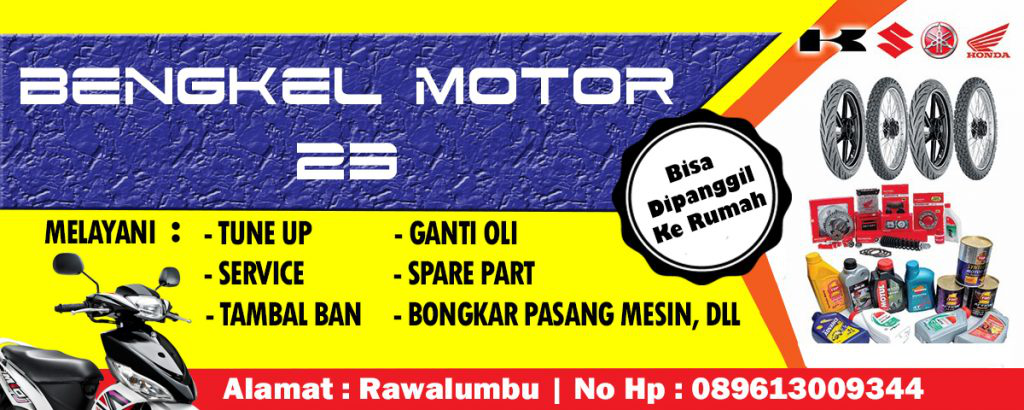 BENGKEL MOTOR
23
HONDA
Bisa
Dipanggil
Ke Rumah
MELAYANI :
- TUNE UP
- SERVICE
- TAMBAL BAN
- GANTI OLI
- SPARE PART
- BONGKAR PASANG MESIN, DLL
MOTUL
Alamat : Rawalumbu | No Hp : 089613009344